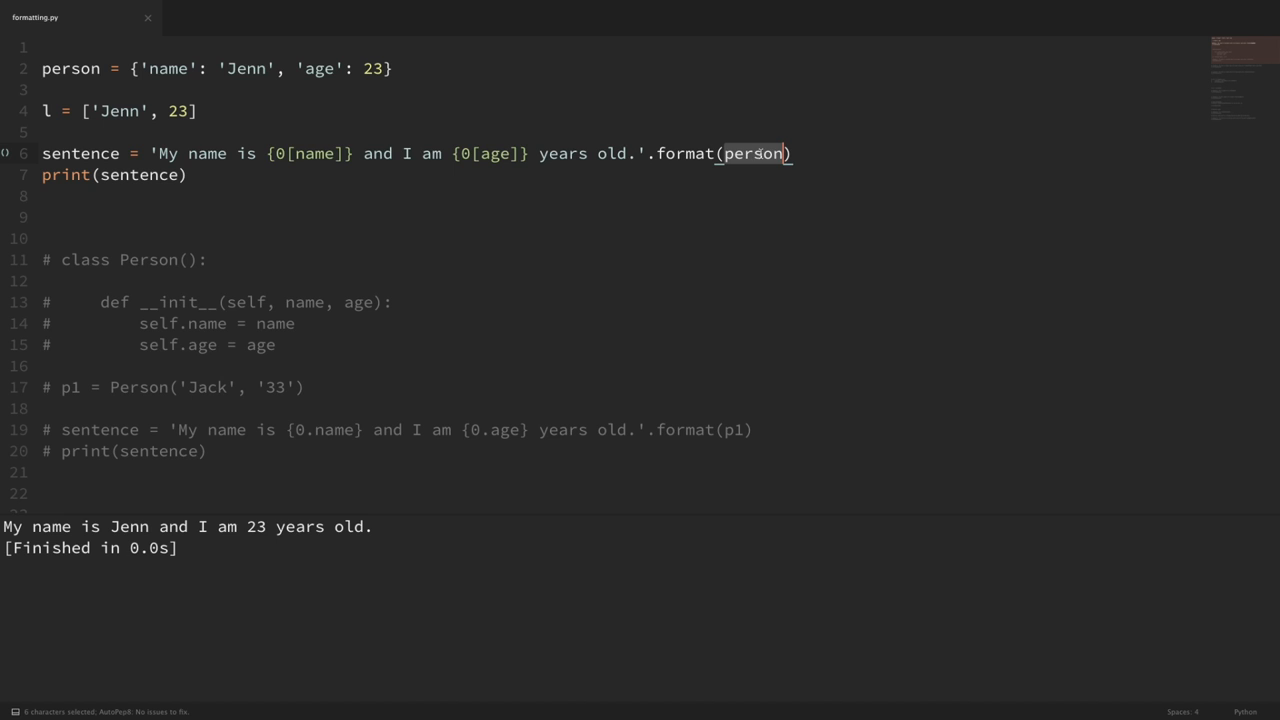 formatting.py ×
1
2 person = {'name': 'Jenn', 'age': 23}
3
4 l = ['Jenn', 23]
5
() 6 sentence = 'My name is {0[name]} and I am {0[age]} years old.'.format(person)
7 print(sentence)
8
9
10
11 # class Person():
12
13 #     def __init__(self, name, age):
14 #         self.name = name
15 #         self.age = age
16
17 # p1 = Person('Jack', '33')
18
19 # sentence = 'My name is {0.name} and I am {0.age} years old.'.format(p1)
20 # print(sentence)
21
22
My name is Jenn and I am 23 years old.
[Finished in 0.0s]
6 characters selected; AutoPep8: No issues to fix. Spaces: 4 Python